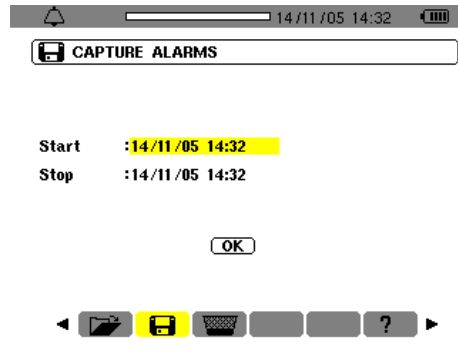 14/11/05 14:32
CAPTURE ALARMS
Start :14/11/05 14:32
Stop :14/11/05 14:32
OK
?